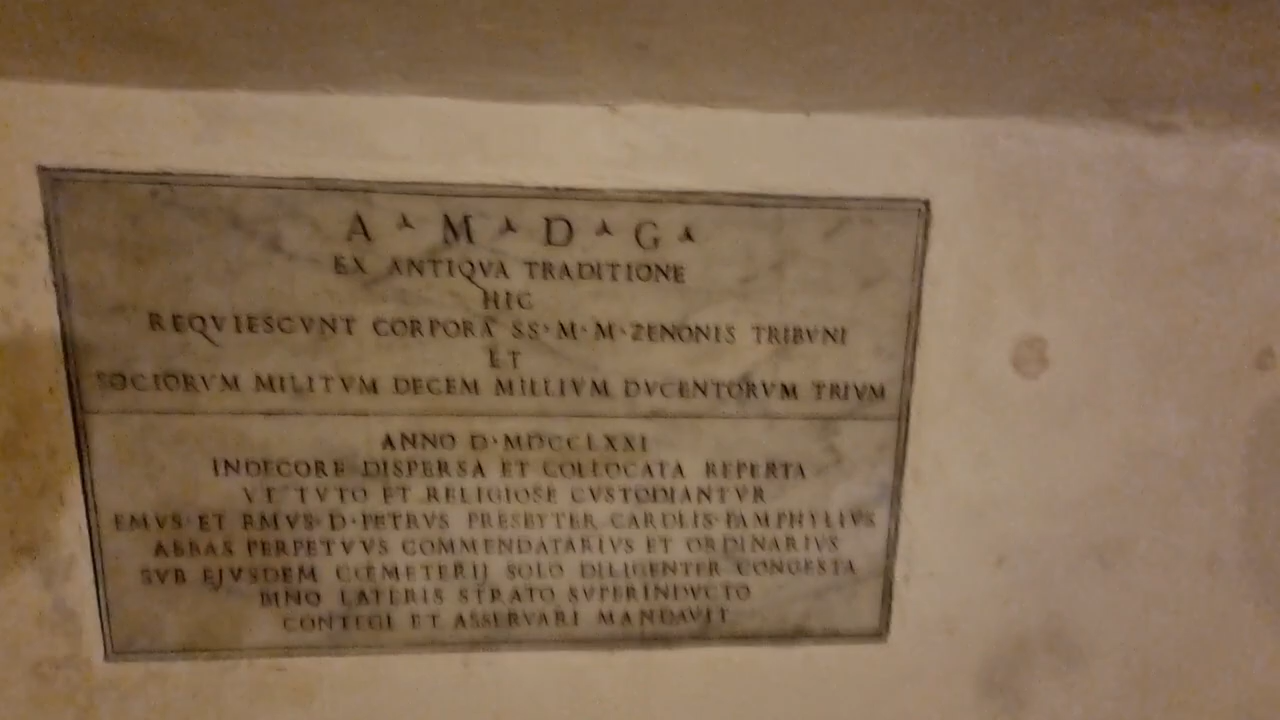 A M D G
EX ANTIQVA TRADITIONE
HIC
REQVIESCVNT CORPORA SS·M·M·ZENONIS TRIBVNI
ET
SOCIORVM MILITVM DECEM MILLIVM DVCENTORVM TRIVM
ANNO D·MDCCLXXI
INDECORE DISPERSA ET COLLOCATA REPERTA
VT TVTO ET RELIGIOSE CVSTODIANTVR
EMVS·ET RMVS·D·PETRVS PRESBYTER CARDLIS·PAMPHYLIVS
ABBAS PERPETVVS COMMENDATARIVS ET ORDINARIVS
SVB EJVSDEM CŒMETERIJ SOLO DILIGENTER CONGESTA
BINO LATERIS STRATO SVPERINDVCTO
CONTEGI ET ASSERVARI MANDAVIT